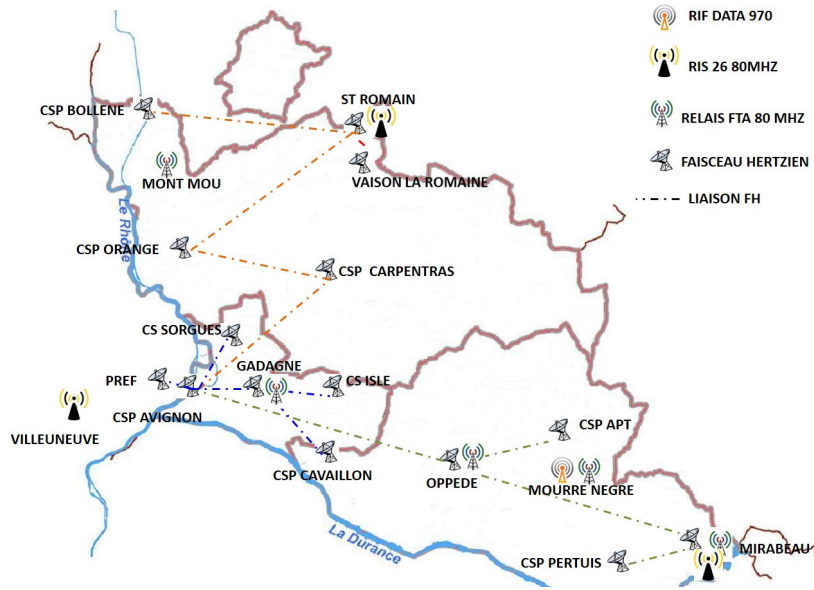 RIF DATA 970
RIS 26 80MHZ
ST ROMAIN
CSP BOLLENE
RELAIS FTA 80 MHZ
FAISCEAU HERTZIEN
MONT MOU
VAISON LA ROMAINE
LIAISON FH
Le Rhône
CSP ORANGE
CSP CARPENTRAS
CS SORGUES
GADAGNE
PREF
CS ISLE
CSP AVIGNON
VILLEUNEUVE
CSP APT
CSP CAVAILLON
OPPEDE
MOURRE NEGRE
La Durance
MIRABEAU
CSP PERTUIS